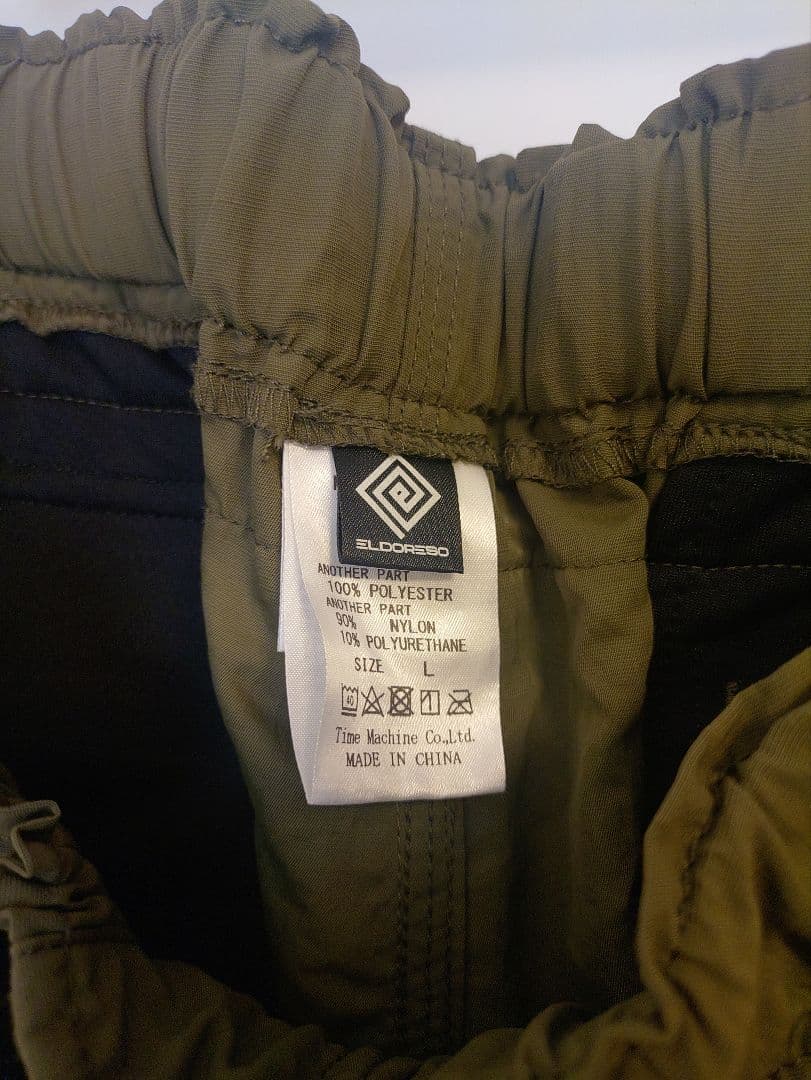 ELDORESO
ANOTHER PART
100% POLYESTER
ANOTHER PART
90% NYLON
10% POLYURETHANE
SIZE L
40
Time Machine Co.,Ltd.
MADE IN CHINA